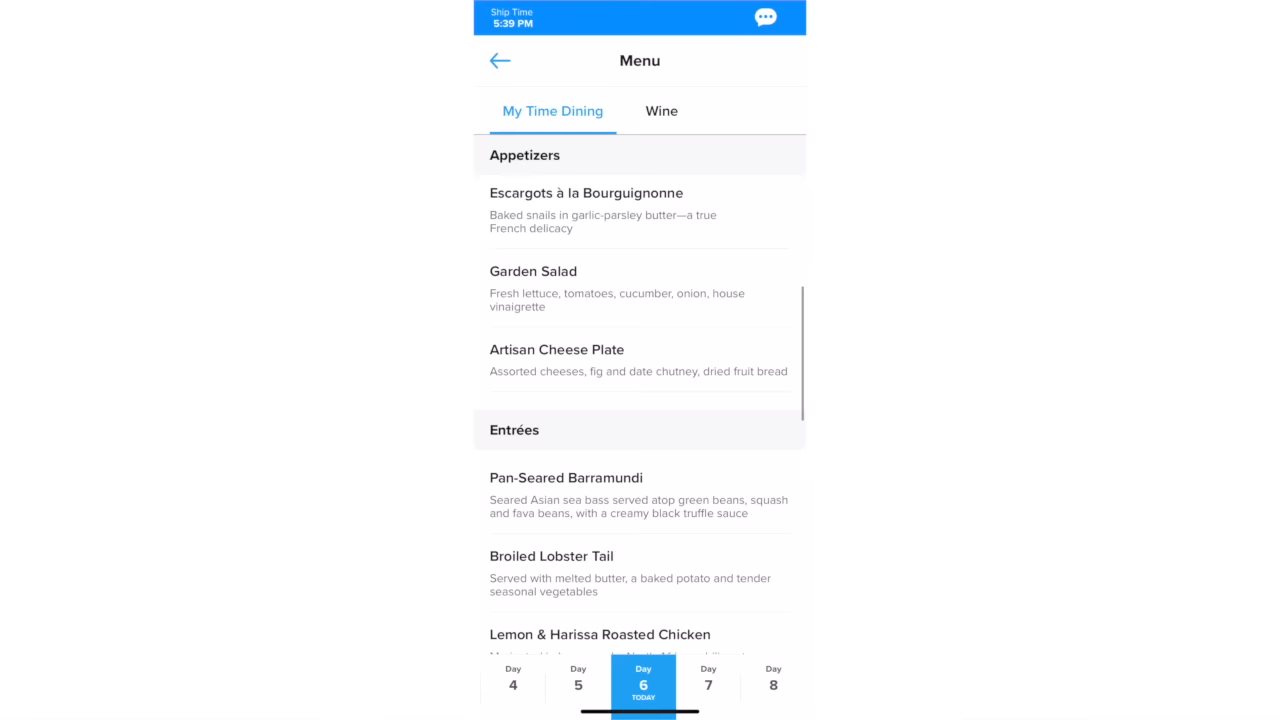 Ship Time
5:39 PM
Menu
My Time Dining
Wine
Appetizers
Escargots à la Bourguignonne
Baked snails in garlic-parsley butter—a true
French delicacy
Garden Salad
Fresh lettuce, tomatoes, cucumber, onion, house
vinaigrette
Artisan Cheese Plate
Assorted cheeses, fig and date chutney, dried fruit bread
Entrées
Pan-Seared Barramundi
Seared Asian sea bass served atop green beans, squash
and fava beans, with a creamy black truffle sauce
Broiled Lobster Tail
Served with melted butter, a baked potato and tender
seasonal vegetables
Lemon & Harissa Roasted Chicken
Day
4
Day
5
Day
6
TODAY
Day
7
Day
8